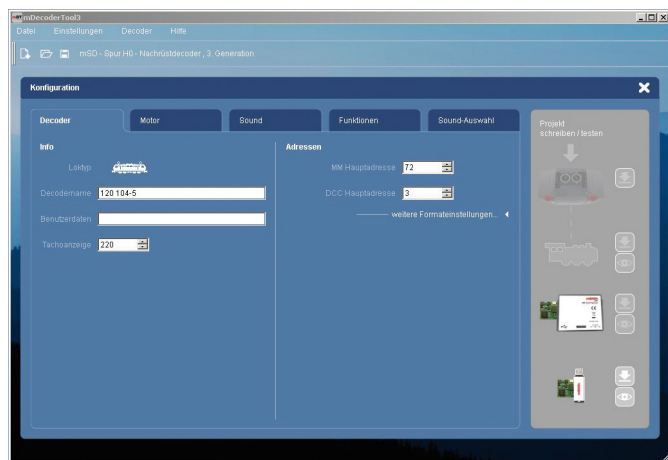 mDecoderTool3
Datei Einstellungen Decoder Hilfe
mSD - Spur H0 - Nachrüstdecoder , 3. Generation
Konfiguration
Decoder Motor Sound Funktionen Sound-Auswahl
Info
Loktyp
Decodername 120 104-5
Benutzerdaten
Tachoanzeige 220
Adressen
MM Hauptadresse 72
DCC Hauptadresse 3
weitere Formateinstellungen...
Projekt
schreiben / testen